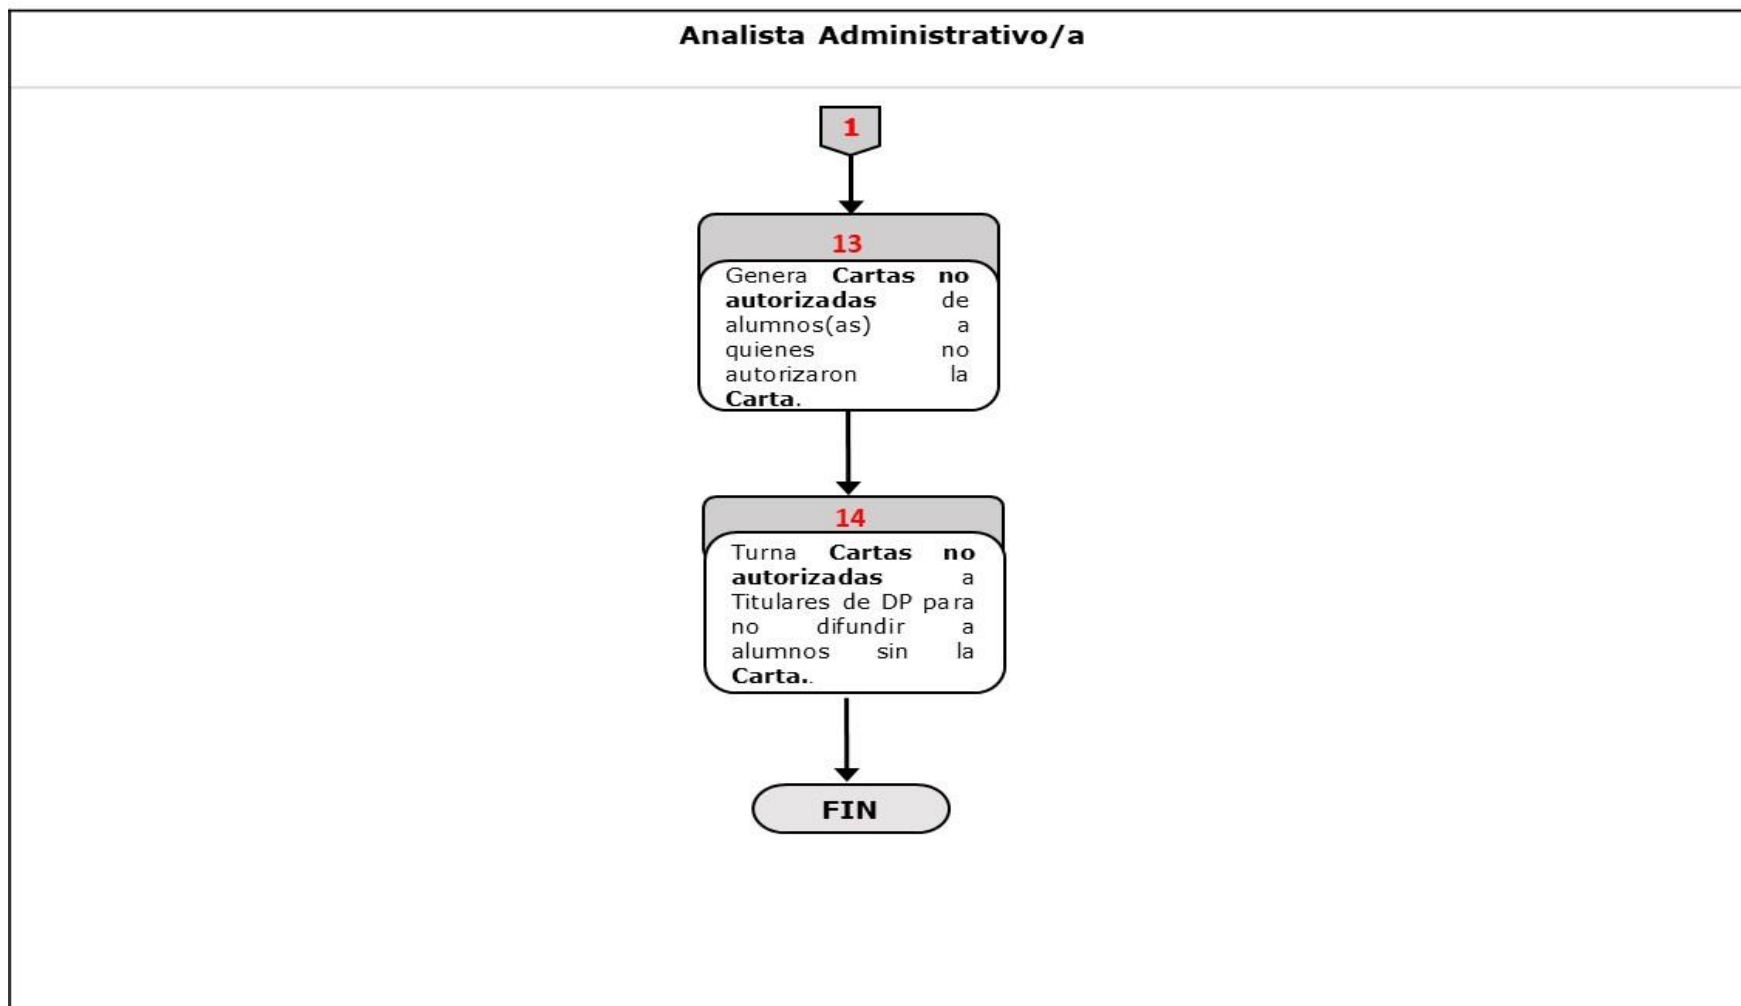 Analista Administrativo/a
1
13
Genera Cartas no
autorizadas de
alumnos(as) a
quienes no
autorizaron la
Carta.
14
Turna Cartas no
autorizadas a
Titulares de DP para
no difundir a
alumnos sin la
Carta..
FIN